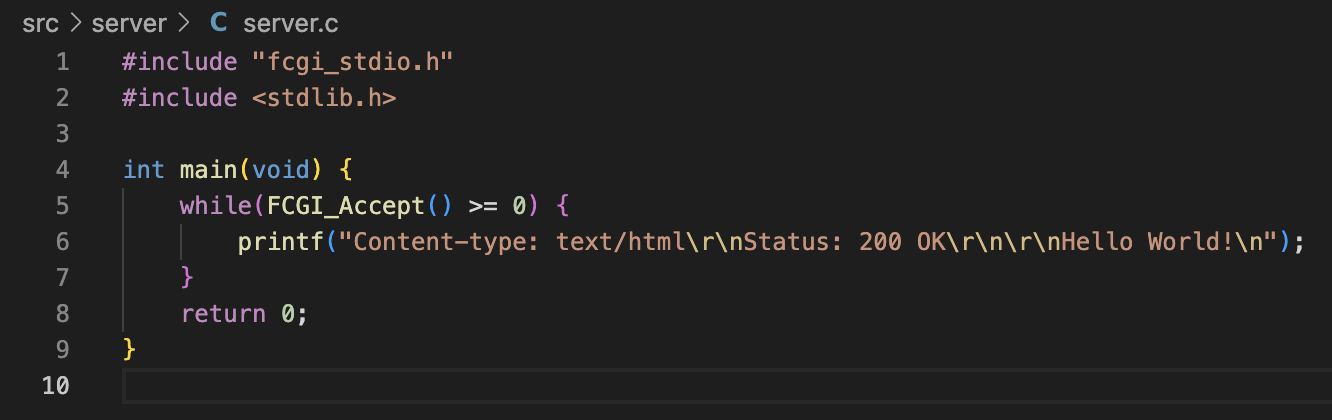 src > server > C server.c
1 #include "fcgi_stdio.h"
2 #include <stdlib.h>
3
4 int main(void) {
5     while(FCGI_Accept() >= 0) {
6         printf("Content-type: text/html\r\nStatus: 200 OK\r\n\r\nHello World!\n");
7     }
8     return 0;
9 }
10